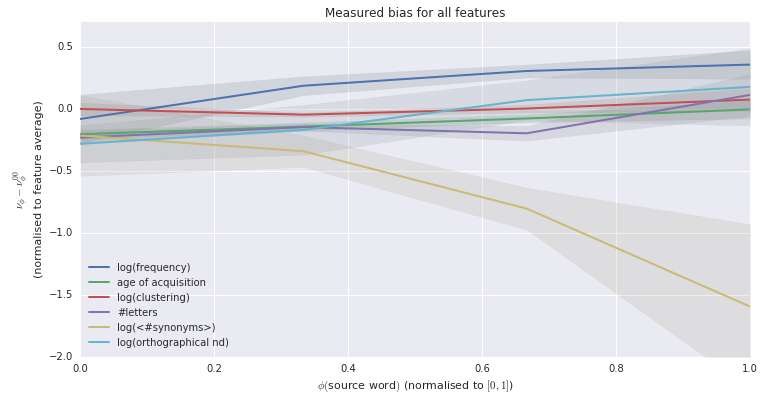 Measured bias for all features
0.5
0.0
−0.5
−1.0
−1.5
−2.0
ν_ϕ − ν_ϕ^00
(normalised to feature average)
log(frequency)
age of acquisition
log(clustering)
#letters
log(<#synonyms>)
log(orthographical nd)
0.0 0.2 0.4 0.6 0.8 1.0
ϕ(source word) (normalised to [0, 1])